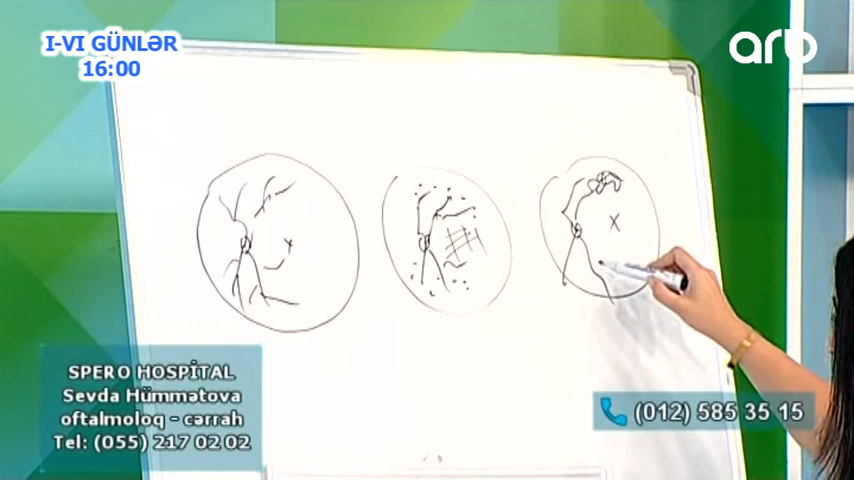 I-VI GÜNLƏR
16:00
arb
SPERO HOSPİTAL
Sevda Hümmətova
oftalmoloq - cərrah
Tel: (055) 217 02 02
(012) 585 35 15